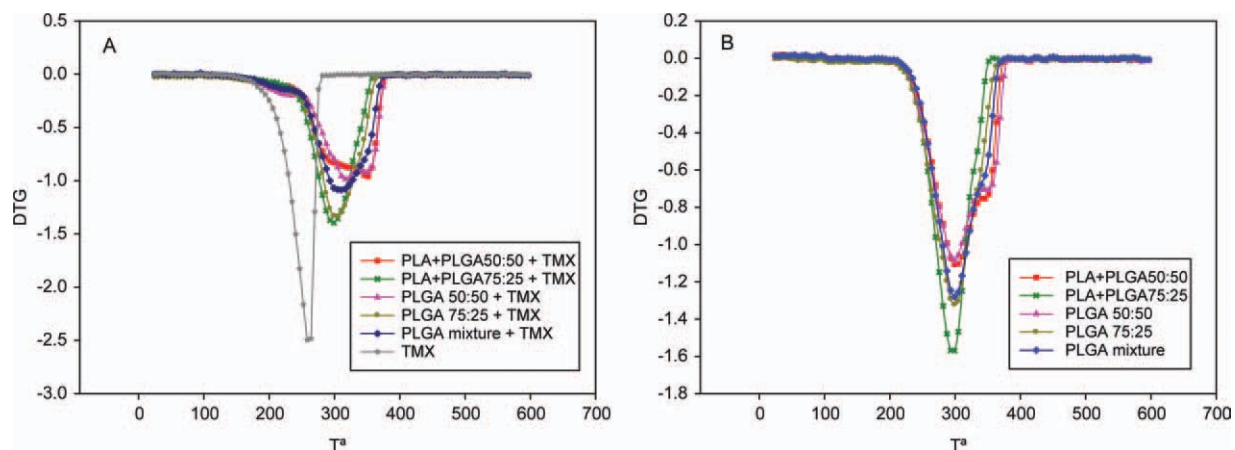 A
DTG
0.5
0.0
-0.5
-1.0
-1.5
-2.0
-2.5
-3.0
PLA+PLGA50:50 + TMX
PLA+PLGA75:25 + TMX
PLGA 50:50 + TMX
PLGA 75:25 + TMX
PLGA mixture + TMX
TMX
0 100 200 300 400 500 600 700
Tª
B
DTG
0.2
0.0
-0.2
-0.4
-0.6
-0.8
-1.0
-1.2
-1.4
-1.6
-1.8
PLA+PLGA50:50
PLA+PLGA75:25
PLGA 50:50
PLGA 75:25
PLGA mixture
0 100 200 300 400 500 600 700
Tª